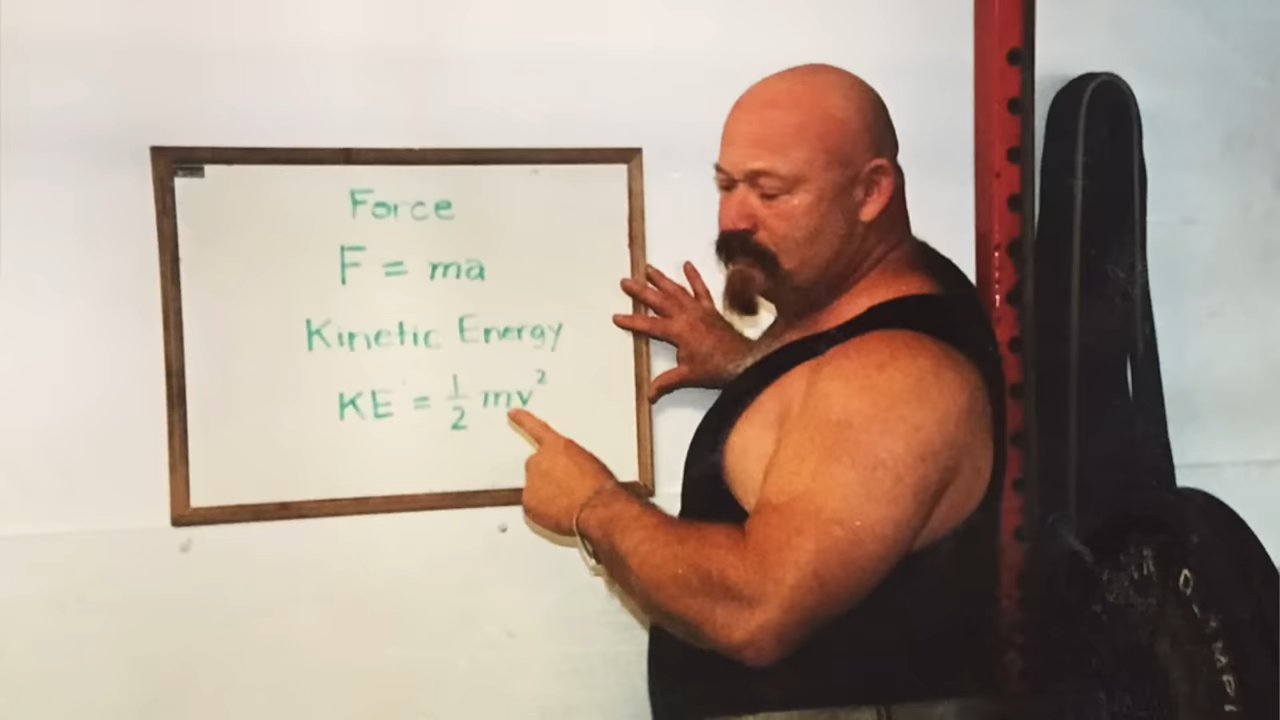 Force
F = ma
Kinetic Energy
KE = ½ mv²